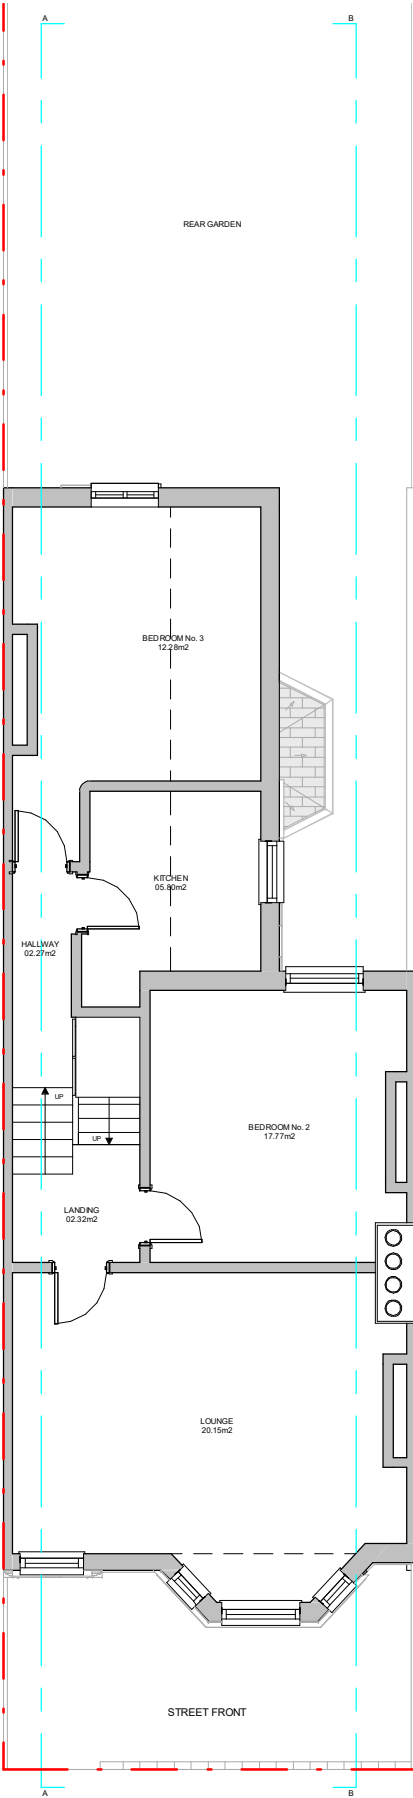 A
B
REAR GARDEN
BEDROOM No. 3
12.28m2
KITCHEN
05.80m2
HALLWAY
02.27m2
UP
UP
BEDROOM No. 2
17.77m2
LANDING
02.32m2
LOUNGE
20.15m2
STREET FRONT
A
B